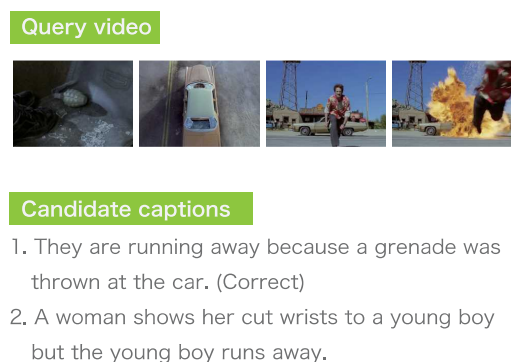 Query video
Candidate captions
1. They are running away because a grenade was
thrown at the car. (Correct)
2. A woman shows her cut wrists to a young boy
but the young boy runs away.